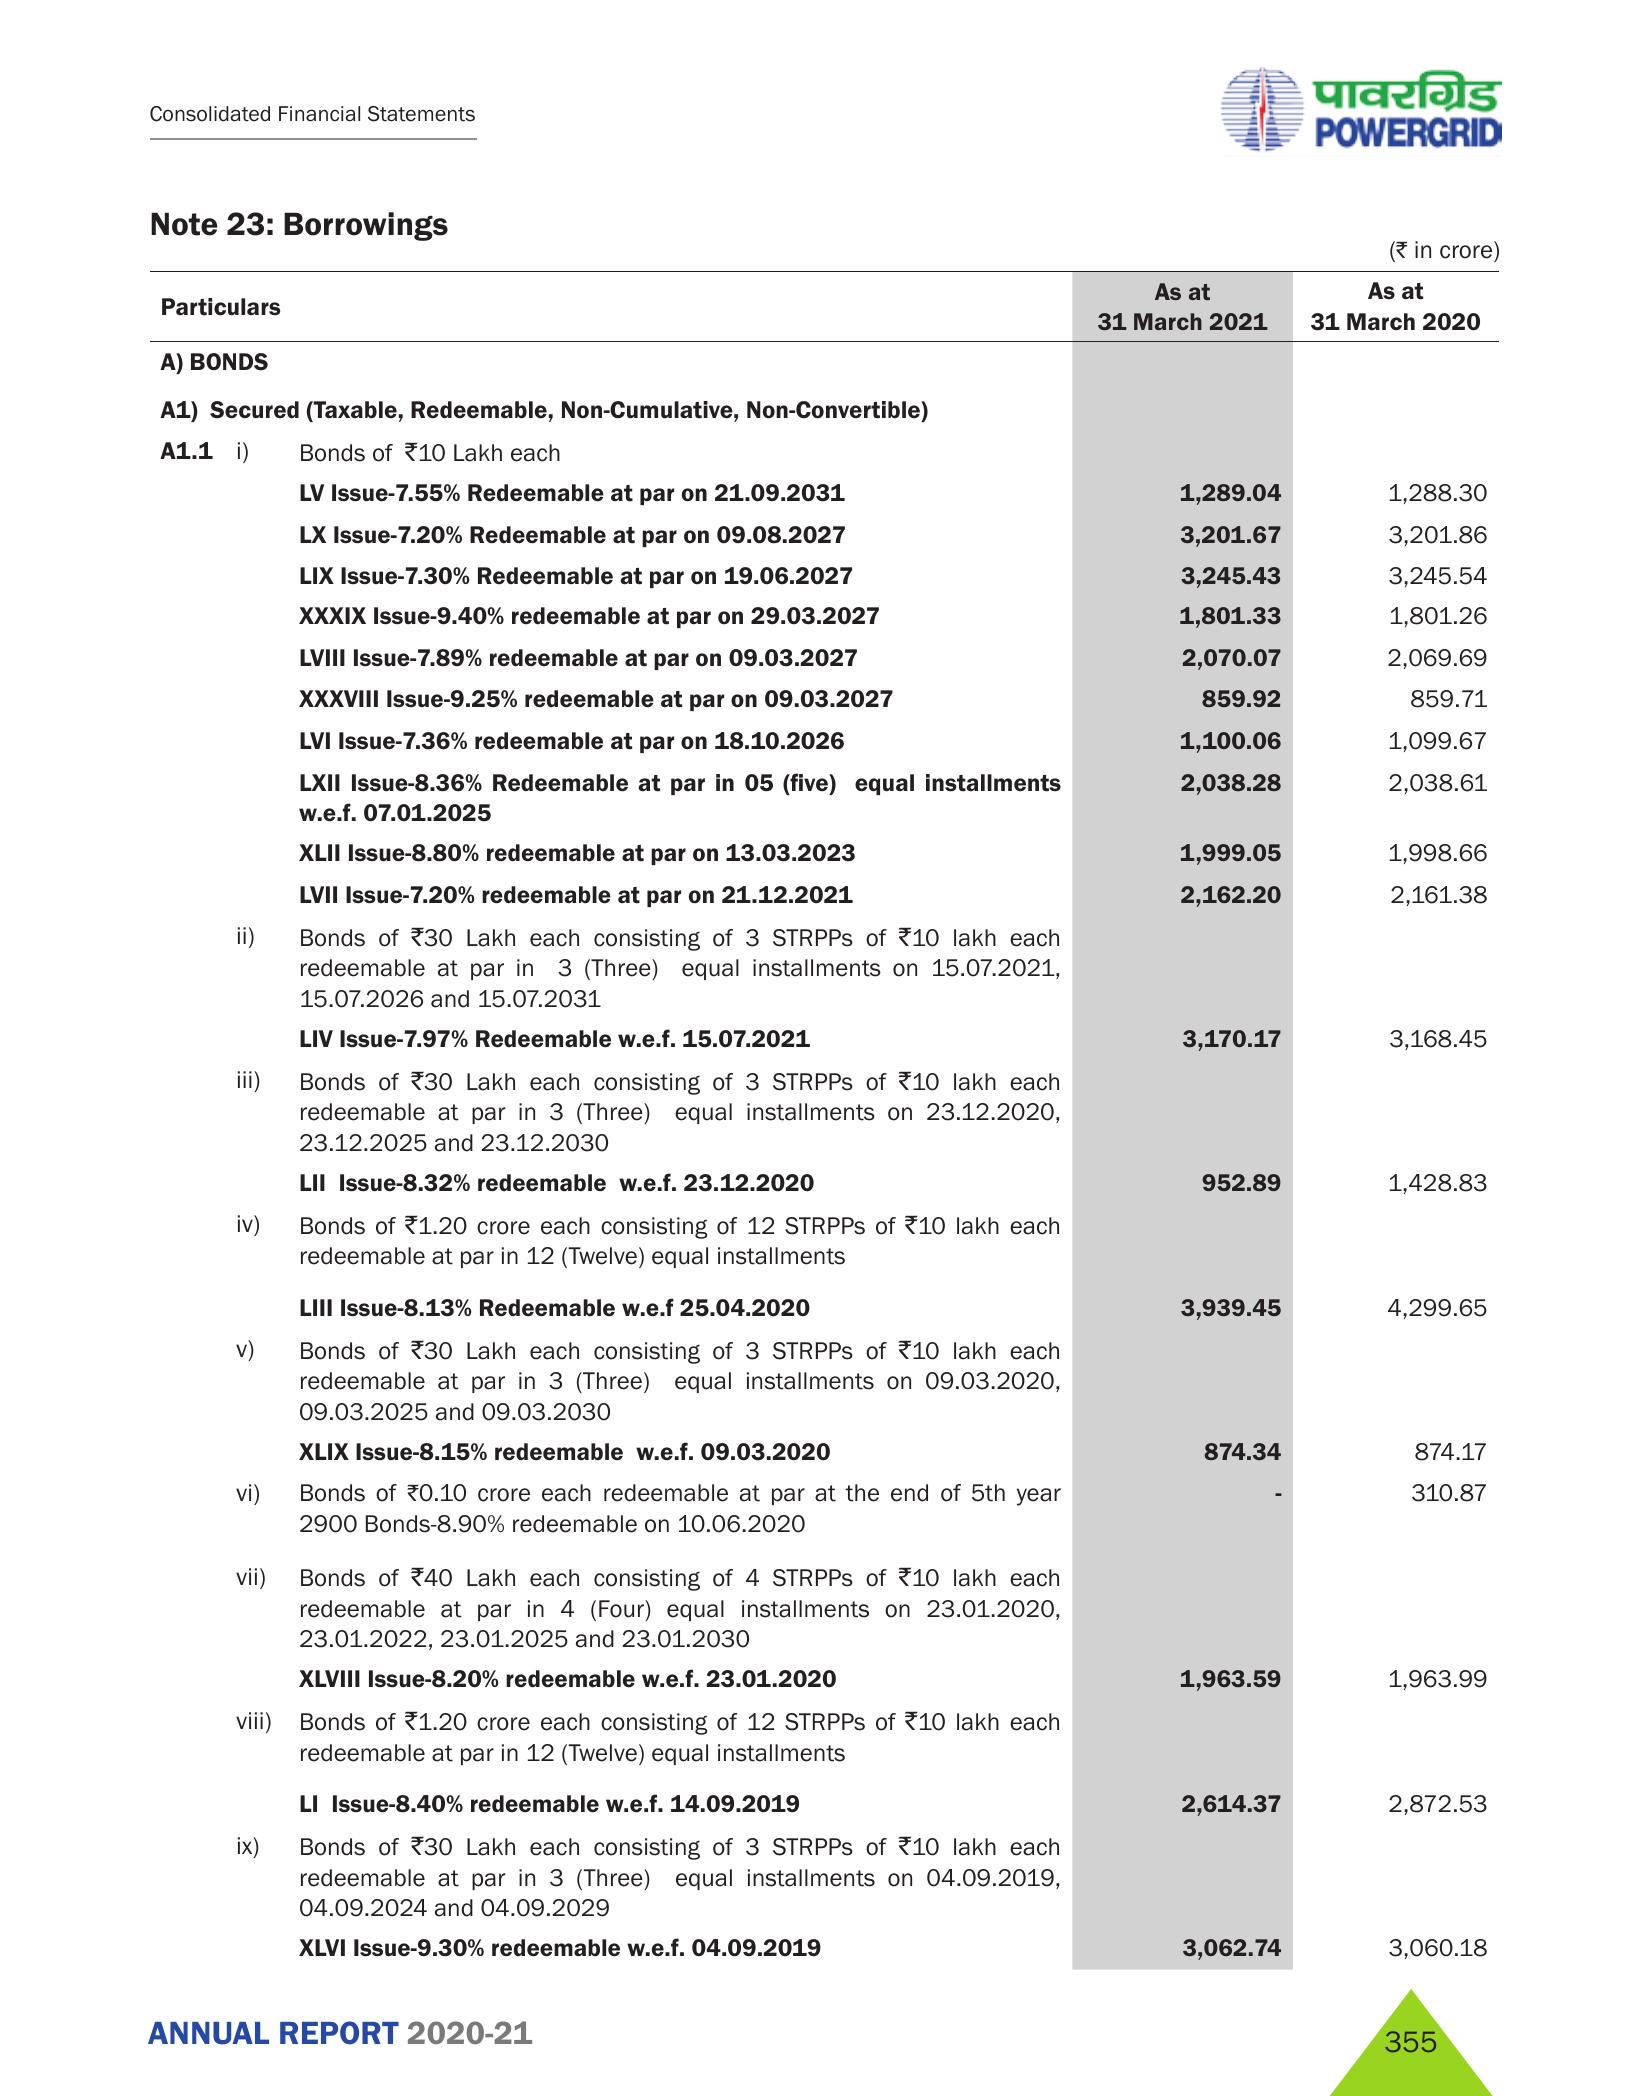 Consolidated Financial Statements
पावरग्रिड
POWERGRID
Note 23: Borrowings
(₹ in crore)
Particulars As at 31 March 2021 As at 31 March 2020
A) BONDS
A1) Secured (Taxable, Redeemable, Non-Cumulative, Non-Convertible)
A1.1 i) Bonds of ₹10 Lakh each
LV Issue-7.55% Redeemable at par on 21.09.2031 1,289.04 1,288.30
LX Issue-7.20% Redeemable at par on 09.08.2027 3,201.67 3,201.86
LIX Issue-7.30% Redeemable at par on 19.06.2027 3,245.43 3,245.54
XXXIX Issue-9.40% redeemable at par on 29.03.2027 1,801.33 1,801.26
LVIII Issue-7.89% redeemable at par on 09.03.2027 2,070.07 2,069.69
XXXVIII Issue-9.25% redeemable at par on 09.03.2027 859.92 859.71
LVI Issue-7.36% redeemable at par on 18.10.2026 1,100.06 1,099.67
LXII Issue-8.36% Redeemable at par in 05 (five) equal installments 2,038.28 2,038.61
w.e.f. 07.01.2025
XLII Issue-8.80% redeemable at par on 13.03.2023 1,999.05 1,998.66
LVII Issue-7.20% redeemable at par on 21.12.2021 2,162.20 2,161.38
ii) Bonds of ₹30 Lakh each consisting of 3 STRPPs of ₹10 lakh each
redeemable at par in 3 (Three) equal installments on 15.07.2021,
15.07.2026 and 15.07.2031
LIV Issue-7.97% Redeemable w.e.f. 15.07.2021 3,170.17 3,168.45
iii) Bonds of ₹30 Lakh each consisting of 3 STRPPs of ₹10 lakh each
redeemable at par in 3 (Three) equal installments on 23.12.2020,
23.12.2025 and 23.12.2030
LII Issue-8.32% redeemable w.e.f. 23.12.2020 952.89 1,428.83
iv) Bonds of ₹1.20 crore each consisting of 12 STRPPs of ₹10 lakh each
redeemable at par in 12 (Twelve) equal installments
LIII Issue-8.13% Redeemable w.e.f 25.04.2020 3,939.45 4,299.65
v) Bonds of ₹30 Lakh each consisting of 3 STRPPs of ₹10 lakh each
redeemable at par in 3 (Three) equal installments on 09.03.2020,
09.03.2025 and 09.03.2030
XLIX Issue-8.15% redeemable w.e.f. 09.03.2020 874.34 874.17
vi) Bonds of ₹0.10 crore each redeemable at par at the end of 5th year - 310.87
2900 Bonds-8.90% redeemable on 10.06.2020
vii) Bonds of ₹40 Lakh each consisting of 4 STRPPs of ₹10 lakh each
redeemable at par in 4 (Four) equal installments on 23.01.2020,
23.01.2022, 23.01.2025 and 23.01.2030
XLVIII Issue-8.20% redeemable w.e.f. 23.01.2020 1,963.59 1,963.99
viii) Bonds of ₹1.20 crore each consisting of 12 STRPPs of ₹10 lakh each
redeemable at par in 12 (Twelve) equal installments
LI Issue-8.40% redeemable w.e.f. 14.09.2019 2,614.37 2,872.53
ix) Bonds of ₹30 Lakh each consisting of 3 STRPPs of ₹10 lakh each
redeemable at par in 3 (Three) equal installments on 04.09.2019,
04.09.2024 and 04.09.2029
XLVI Issue-9.30% redeemable w.e.f. 04.09.2019 3,062.74 3,060.18
ANNUAL REPORT 2020-21
355